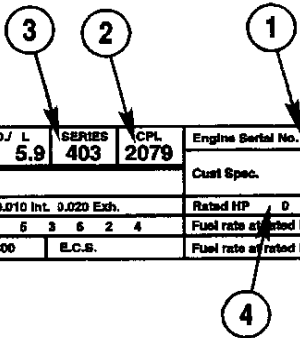 3 2 1
D./ L SERIES CPL Engine Serial No.
5.9 403 2079
Cust Spec.
.010 Int. 0.020 Exh. Rated HP
5 3 6 2 4 Fuel rate at rated
00 E.C.S. Fuel rate at rated
4